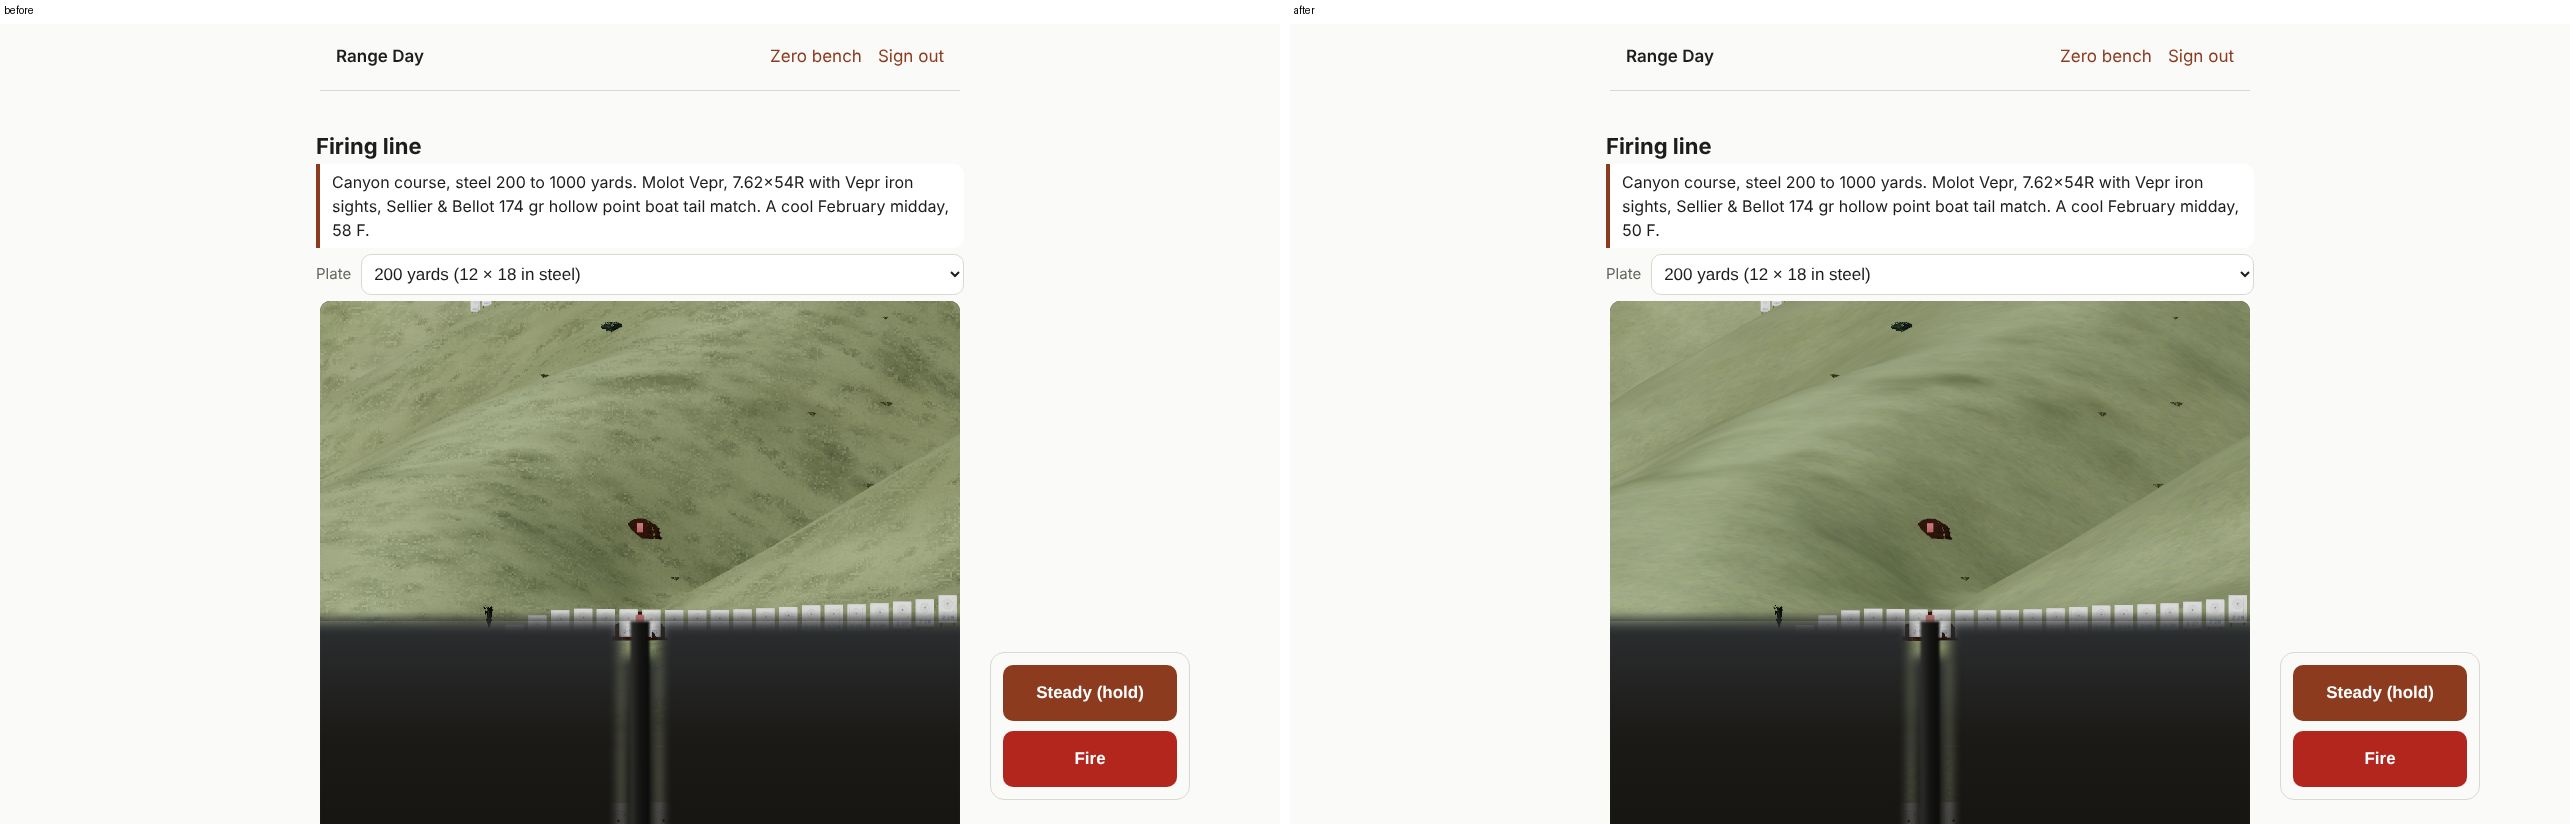 before
Range Day
Zero bench Sign out
Firing line
Canyon course, steel 200 to 1000 yards. Molot Vepr, 7.62×54R with Vepr iron
sights, Sellier & Bellot 174 gr hollow point boat tail match. A cool February midday,
58 F.
Plate 200 yards (12 × 18 in steel)
Steady (hold)
Fire
after
Range Day
Zero bench Sign out
Firing line
Canyon course, steel 200 to 1000 yards. Molot Vepr, 7.62×54R with Vepr iron
sights, Sellier & Bellot 174 gr hollow point boat tail match. A cool February midday,
50 F.
Plate 200 yards (12 × 18 in steel)
Steady (hold)
Fire